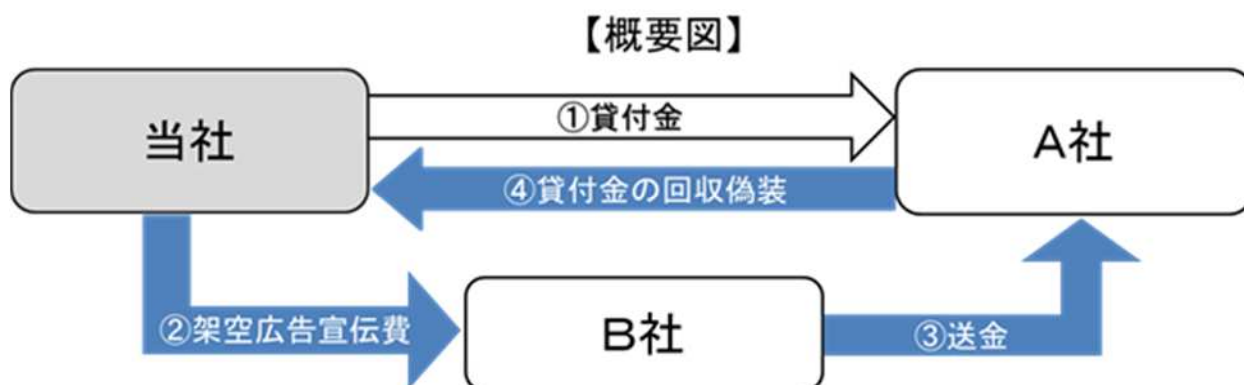 【概要図】
当社
①貸付金
A社
④貸付金の回収偽装
②架空広告宣伝費
B社
③送金